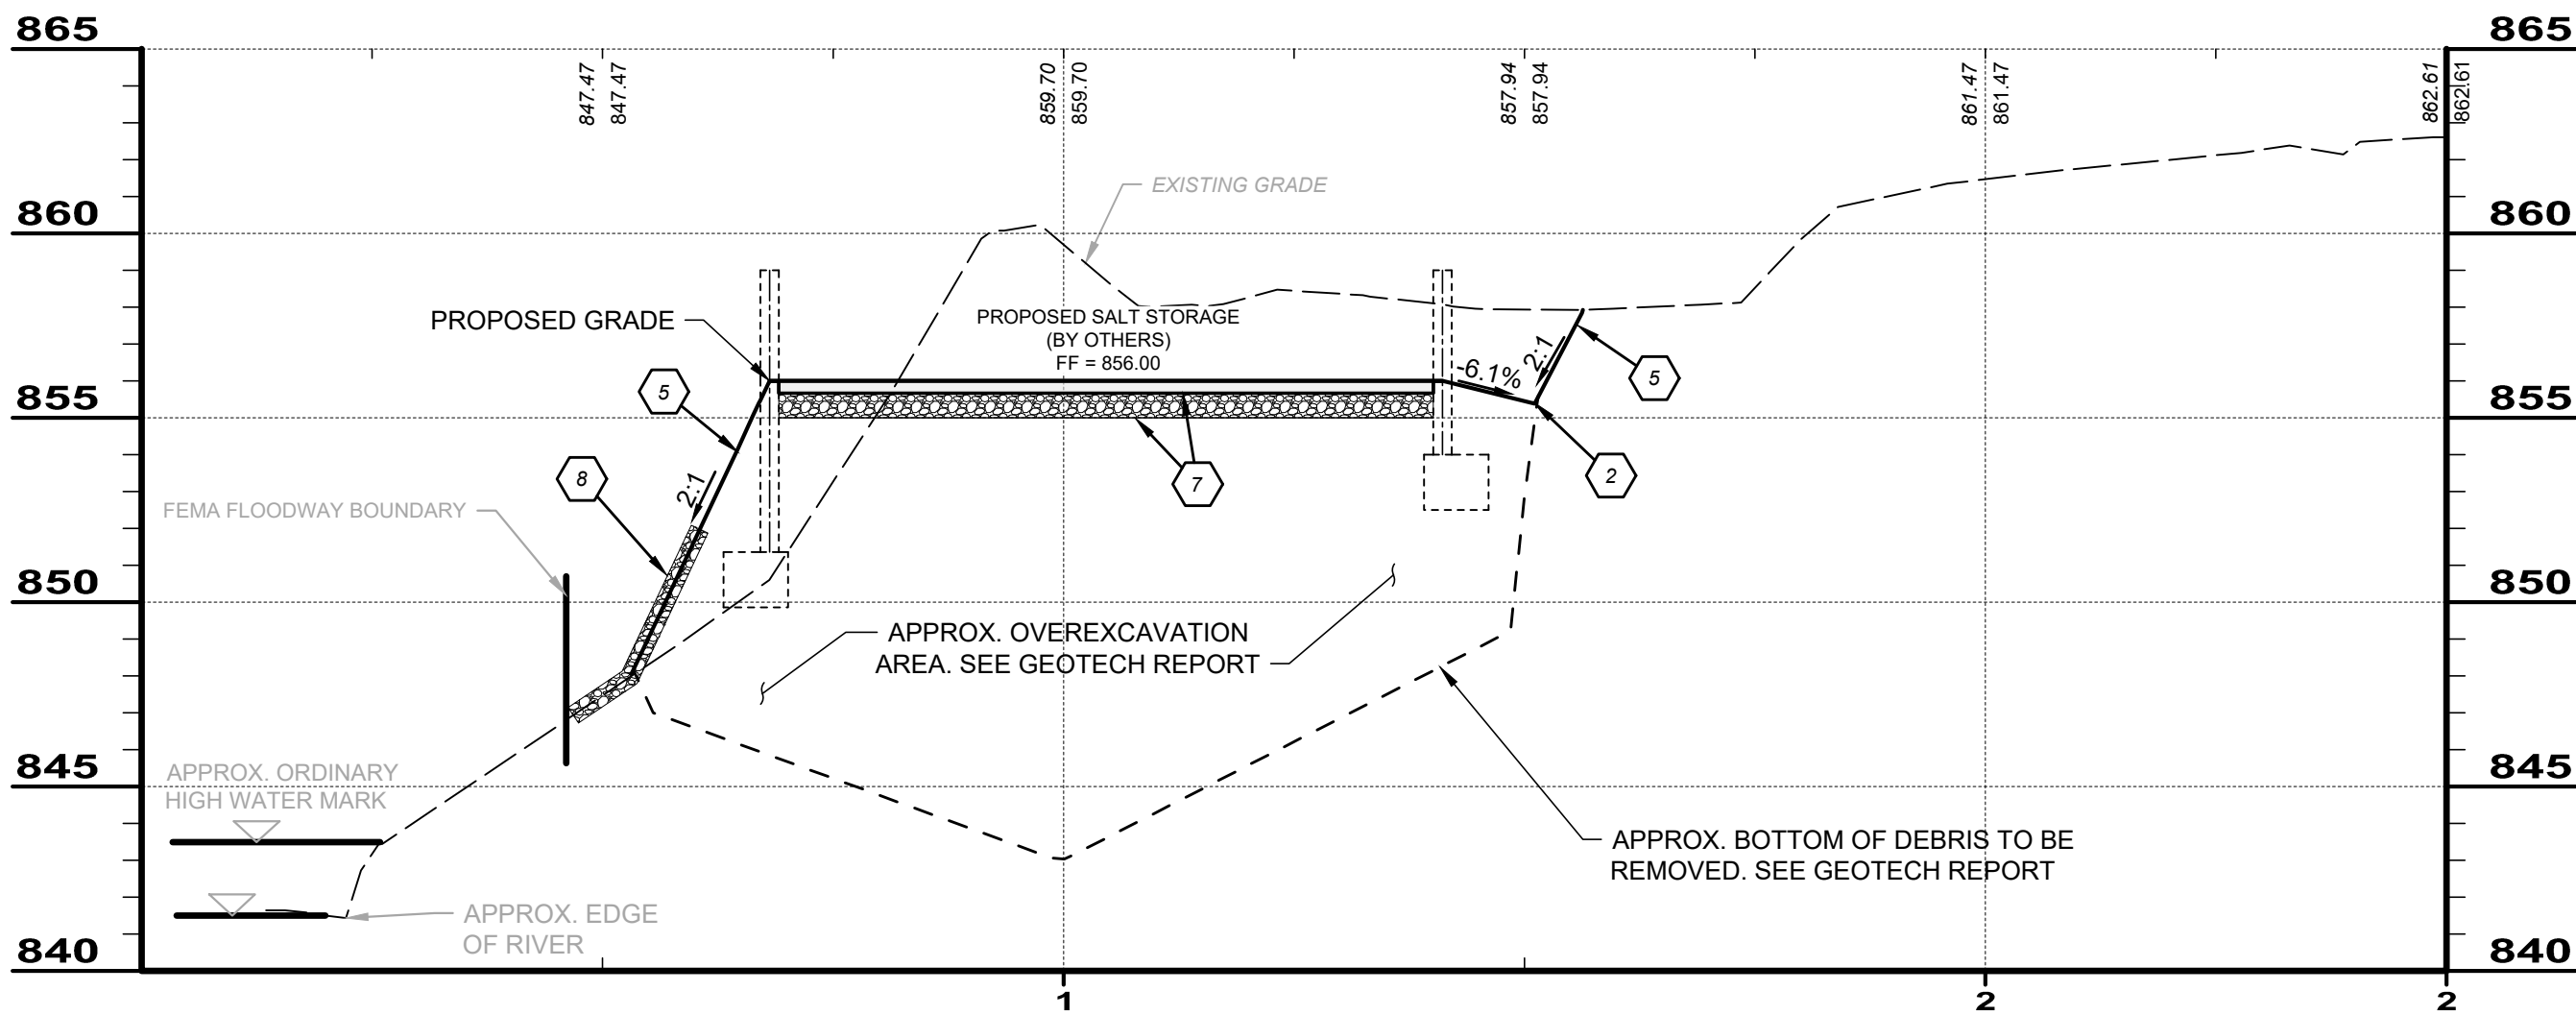 865
865
847.47
847.47
859.70
859.70
857.94
857.94
861.47
861.47
862.61
862.61
EXISTING GRADE
860
860
PROPOSED GRADE
PROPOSED SALT STORAGE
(BY OTHERS)
FF = 856.00
-6.1%
2:1
5
5
855
855
8
2:1
7
2
FEMA FLOODWAY BOUNDARY
850
850
APPROX. OVEREXCAVATION
AREA. SEE GEOTECH REPORT
845
845
APPROX. ORDINARY
HIGH WATER MARK
APPROX. BOTTOM OF DEBRIS TO BE
REMOVED. SEE GEOTECH REPORT
APPROX. EDGE
OF RIVER
840
840
1
2
2